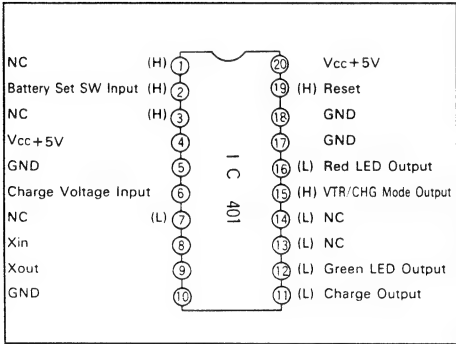 NC (H) 1 20 Vcc+5V
Battery Set SW Input (H) 2 19 (H) Reset
NC (H) 3 18 GND
Vcc+5V 4 17 GND
GND 5 16 (L) Red LED Output
Charge Voltage Input 6 15 (H) VTR/CHG Mode Output
NC (L) 7 14 (L) NC
Xin 8 13 (L) NC
Xout 9 12 (L) Green LED Output
GND 10 11 (L) Charge Output
IC 401